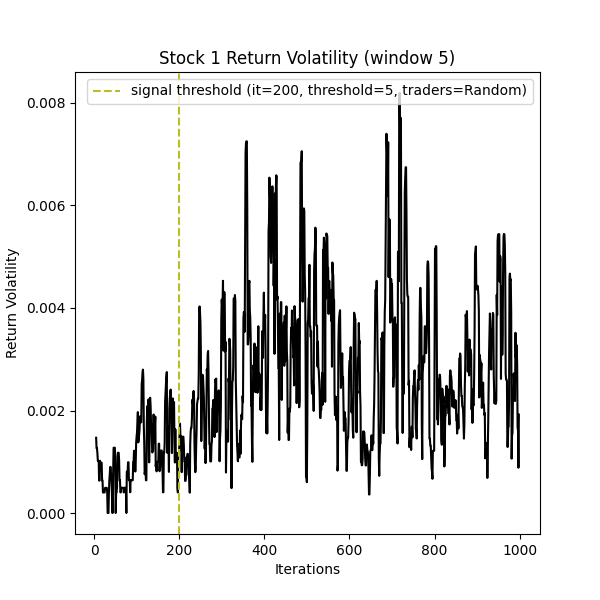 Stock 1 Return Volatility (window 5)
signal threshold (it=200, threshold=5, traders=Random)
0.008
0.006
0.004
0.002
0.000
Return Volatility
0 200 400 600 800 1000
Iterations